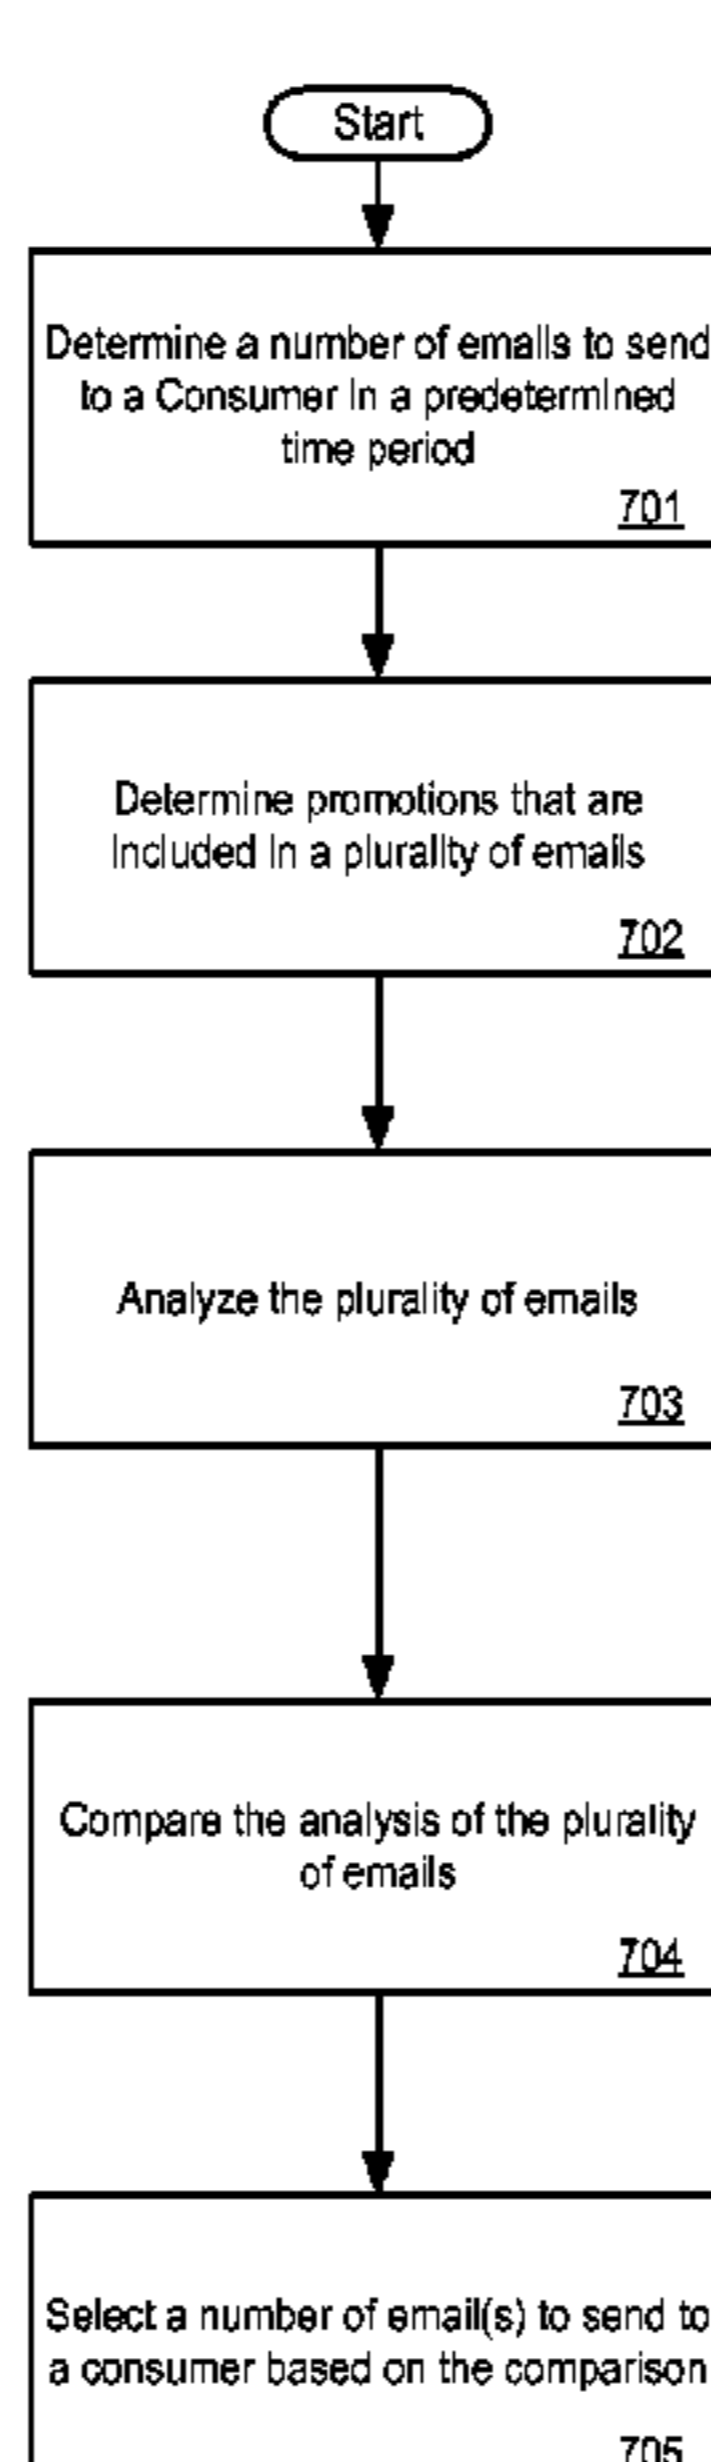 Start
Determine a number of emails to send
to a Consumer in a predetermined
time period
701
Determine promotions that are
included in a plurality of emails
702
Analyze the plurality of emails
703
Compare the analysis of the plurality
of emails
704
Select a number of email(s) to send to
a consumer based on the comparison
705